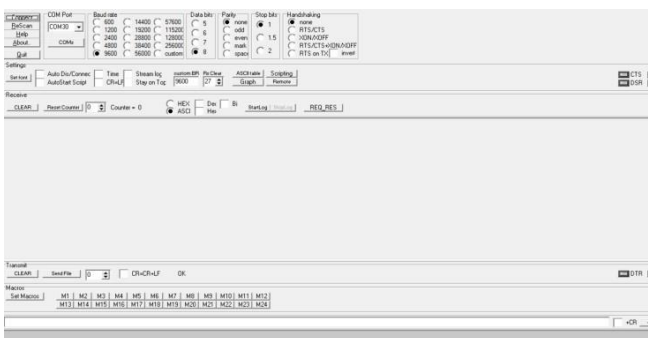 Connect COM Port Baud rate Data bits Parity Stop bits Handshaking
ReScan COM30 600 14400 57600 5 none 1 none
Help 1200 19200 115200 6 odd RTS/CTS
About.. COMs 2400 28800 128000 7 even 1.5 XON/XOFF
Quit 4800 38400 256000 8 mark 2 RTS/CTS+XON/XOFF
9600 56000 custom space RTS on TX invert
Settings
Set font Auto Dis/Connect Time Stream log custom BR Rx Clear ASCII table Scripting CTS
AutoStart Script CR=LF Stay on Top 9600 27 Graph Remote DSR
Receive
CLEAR Reset Counter 0 Counter = 0 HEX Dec Bi StartLog StopLog REQ_RES
ASCII Hex
Transmit
CLEAR Send File 0 CR=CR+LF OK DTR
Macros
Set Macros M1 M2 M3 M4 M5 M6 M7 M8 M9 M10 M11 M12
M13 M14 M15 M16 M17 M18 M19 M20 M21 M22 M23 M24
+CR